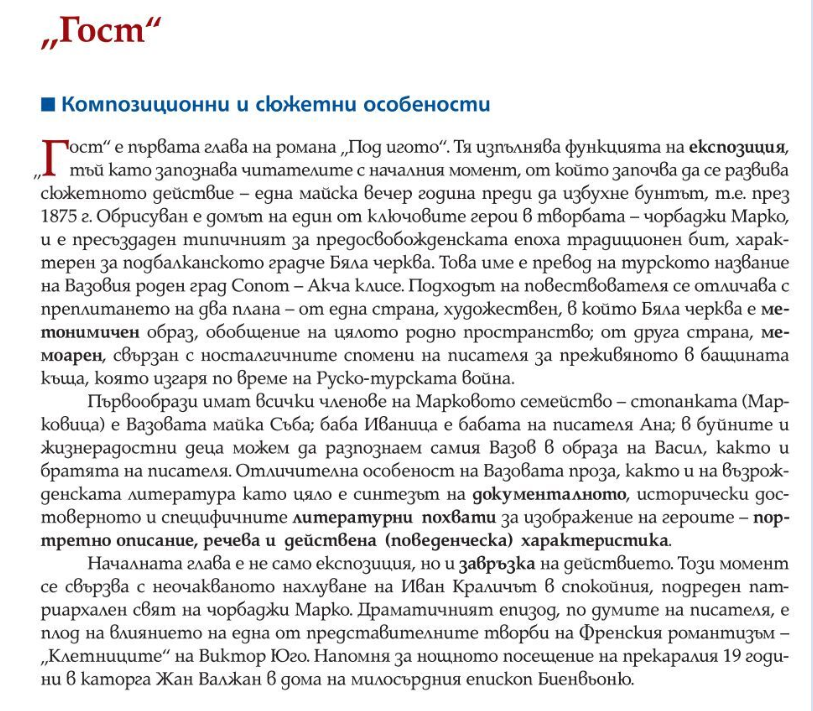 „Гост“
Композиционни и сюжетни особености
„Гост“ е първата глава на романа „Под игото“. Тя изпълнява функцията на експозиция,
тъй като запознава читателите с началния момент, от който започва да се развива
сюжетното действие – една майска вечер година преди да избухне бунтът, т.е. през
1875 г. Обрисуван е домът на един от ключовите герои в творбата – чорбаджи Марко,
и е пресъздаден типичният за предосвобожденската епоха традиционен бит, харак-
терен за подбалканското градче Бяла черква. Това име е превод на турското название
на Вазовия роден град Сопот – Акча клисе. Подходът на повествователя се отличава с
преплитането на два плана – от една страна, художествен, в който Бяла черква е ме-
тонимичен образ, обобщение на цялото родно пространство; от друга страна, ме-
моарен, свързан с носталгичните спомени на писателя за преживяното в бащината
къща, която изгаря по време на Руско-турската война.
Първообрази имат всички членове на Марковото семейство – стопанката (Мар-
ковица) е Вазовата майка Съба; баба Иваница е бабата на писателя Ана; в буйните и
жизнерадостни деца можем да разпознаем самия Вазов в образа на Васил, както и
братята на писателя. Отличителна особеност на Вазовата проза, както и на възрож-
денската литература като цяло е синтезът на документалното, исторически дос-
товерното и специфичните литературни похвати за изображение на героите – пор-
третно описание, речева и действена (поведенческа) характеристика.
Началната глава е не само експозиция, но и завръзка на действието. Този момент
се свързва с неочакваното нахлуване на Иван Краличът в спокойния, подреден пат-
риархален свят на чорбаджи Марко. Драматичният епизод, по думите на писателя, е
плод на влиянието на една от представителните творби на Френския романтизъм –
„Клетниците“ на Виктор Юго. Напомня за нощното посещение на прекаралия 19 годи-
ни в каторга Жан Валжан в дома на милосърдния епископ Биенвьоню.